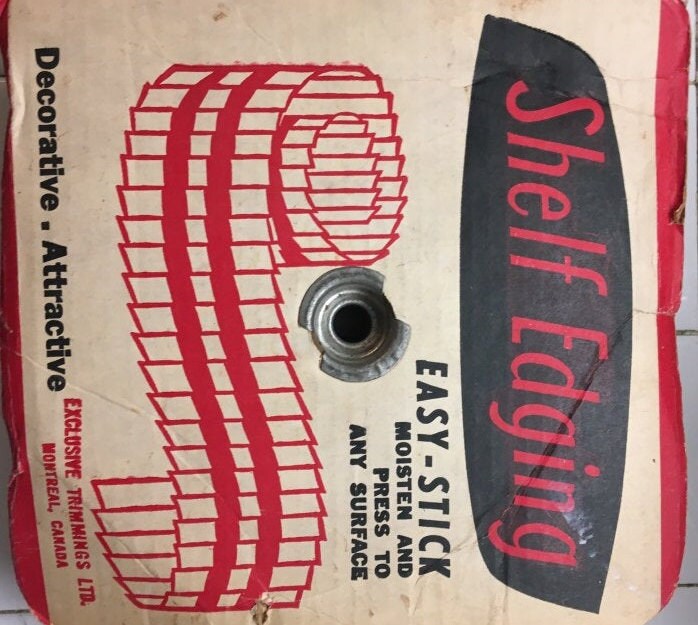 Shelf Edging
EASY-STICK
MOISTEN AND
PRESS TO
ANY SURFACE
Decorative . Attractive
EXCLUSIVE TRIMMINGS LTD.
MONTREAL, CANADA